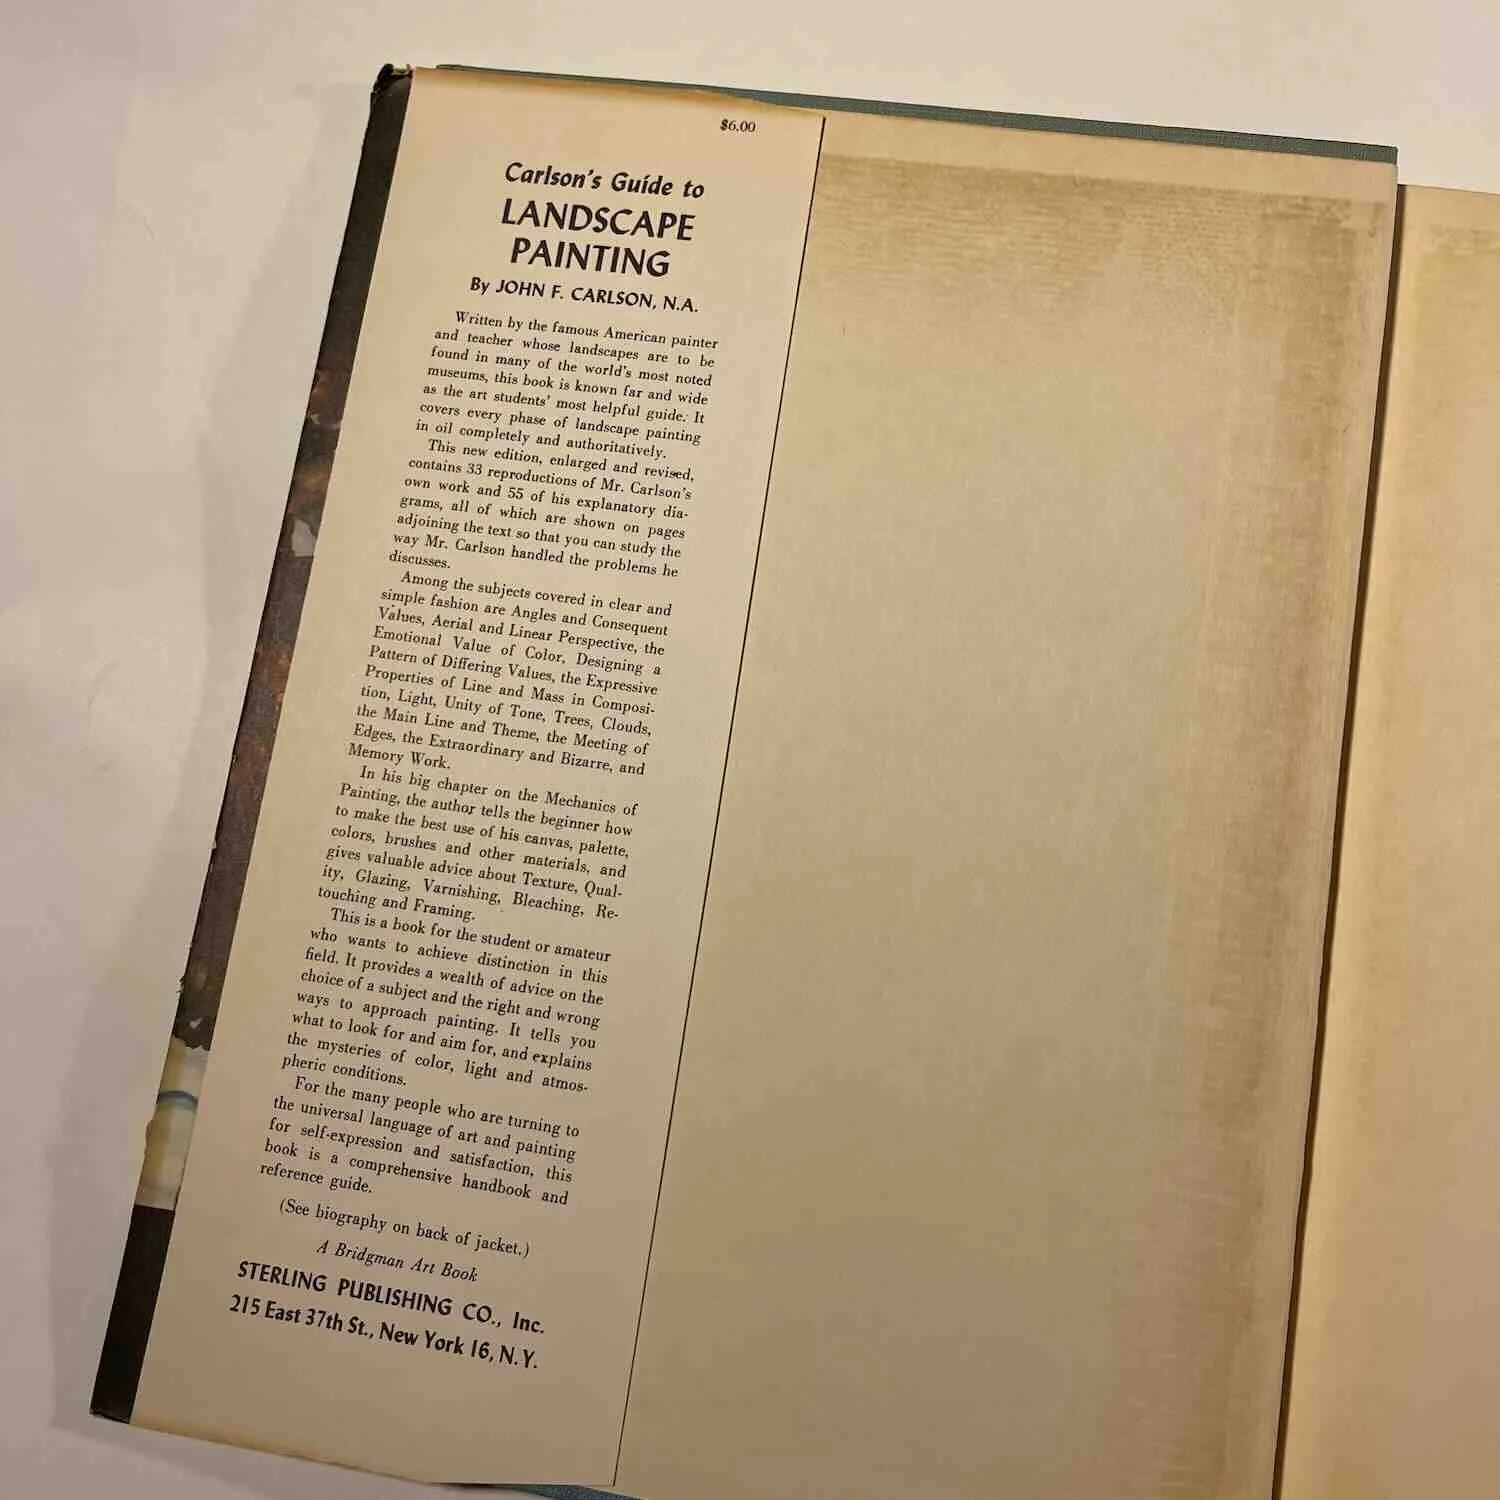 $6.00
Carlson's Guide to
LANDSCAPE
PAINTING
By JOHN F. CARLSON, N.A.
Written by the famous American painter
and teacher whose landscapes are to be
found in many of the world's most noted
museums, this book is known far and wide
as the art students' most helpful guide. It
covers every phase of landscape painting
in oil completely and authoritatively.
This new edition, enlarged and revised,
contains 33 reproductions of Mr. Carlson's
own work and 55 of his explanatory dia-
grams, all of which are shown on pages
adjoining the text so that you can study the
way Mr. Carlson handled the problems he
discusses.
Among the subjects covered in clear and
simple fashion are Angles and Consequent
Values, Aerial and Linear Perspective, the
Emotional Value of Color, Designing a
Pattern of Differing Values, the Expressive
Properties of Line and Mass in Composi-
tion, Light, Unity of Tone, Trees, Clouds,
the Main Line and Theme, the Meeting of
Edges, the Extraordinary and Bizarre, and
Memory Work.
In his big chapter on the Mechanics of
Painting, the author tells the beginner how
to make the best use of his canvas, palette,
colors, brushes and other materials, and
gives valuable advice about Texture, Qual-
ity, Glazing, Varnishing, Bleaching, Re-
touching and Framing.
This is a book for the student or amateur
who wants to achieve distinction in this
field. It provides a wealth of advice on the
choice of a subject and the right and wrong
ways to approach painting. It tells you
what to look for and aim for, and explains
the mysteries of color, light and atmos-
pheric conditions.
For the many people who are turning to
the universal language of art and painting
for self-expression and satisfaction, this
book is a comprehensive handbook and
reference guide.
(See biography on back of jacket.)
A Bridgman Art Book
STERLING PUBLISHING CO., Inc.
215 East 37th St., New York 16, N.Y.